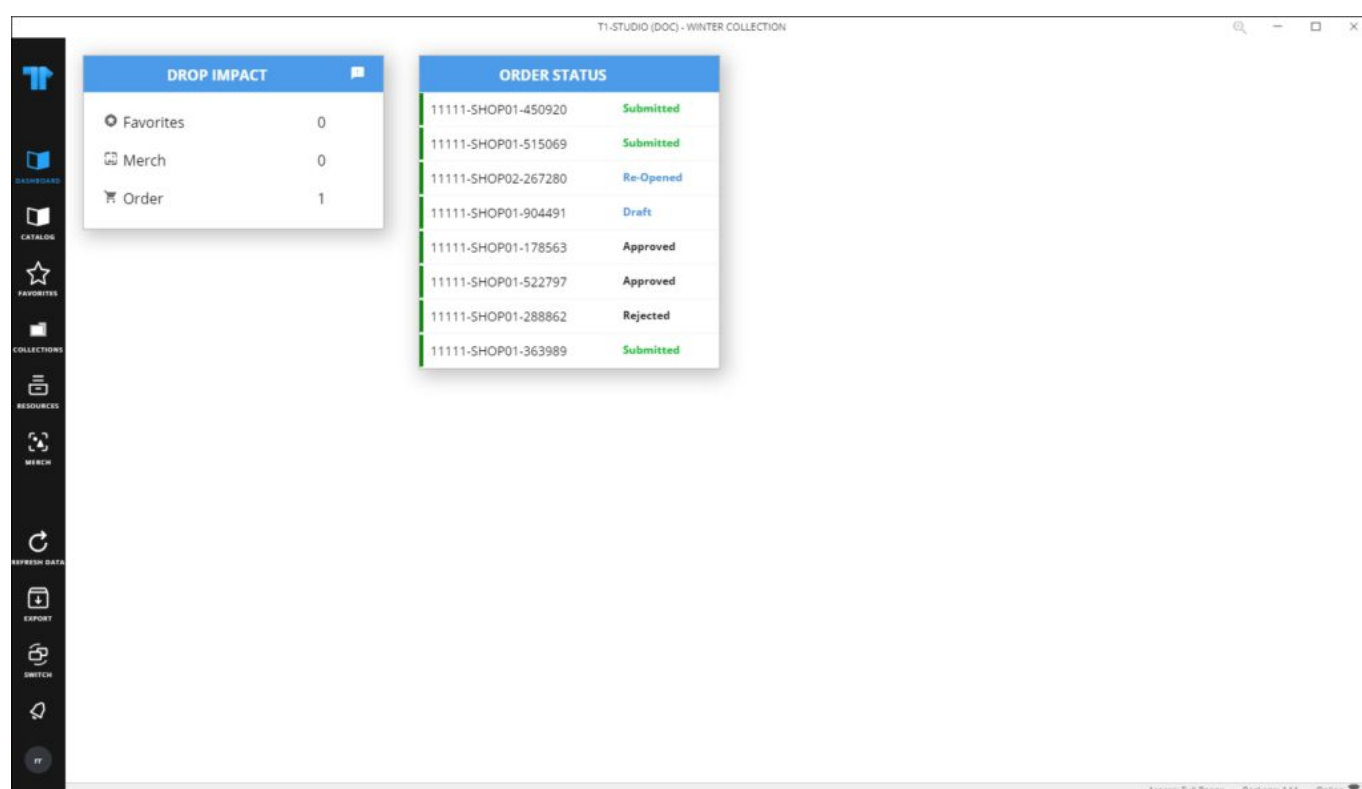 T1-STUDIO (DOC) - WINTER COLLECTION
DASHBOARD
CATALOG
FAVORITES
COLLECTIONS
RESOURCES
MERCH
REFRESH DATA
EXPORT
SWITCH
DROP IMPACT
Favorites 0
Merch 0
Order 1
ORDER STATUS
11111-SHOP01-450920 Submitted
11111-SHOP01-515069 Submitted
11111-SHOP02-267280 Re-Opened
11111-SHOP01-904491 Draft
11111-SHOP01-178563 Approved
11111-SHOP01-522797 Approved
11111-SHOP01-288862 Rejected
11111-SHOP01-363989 Submitted